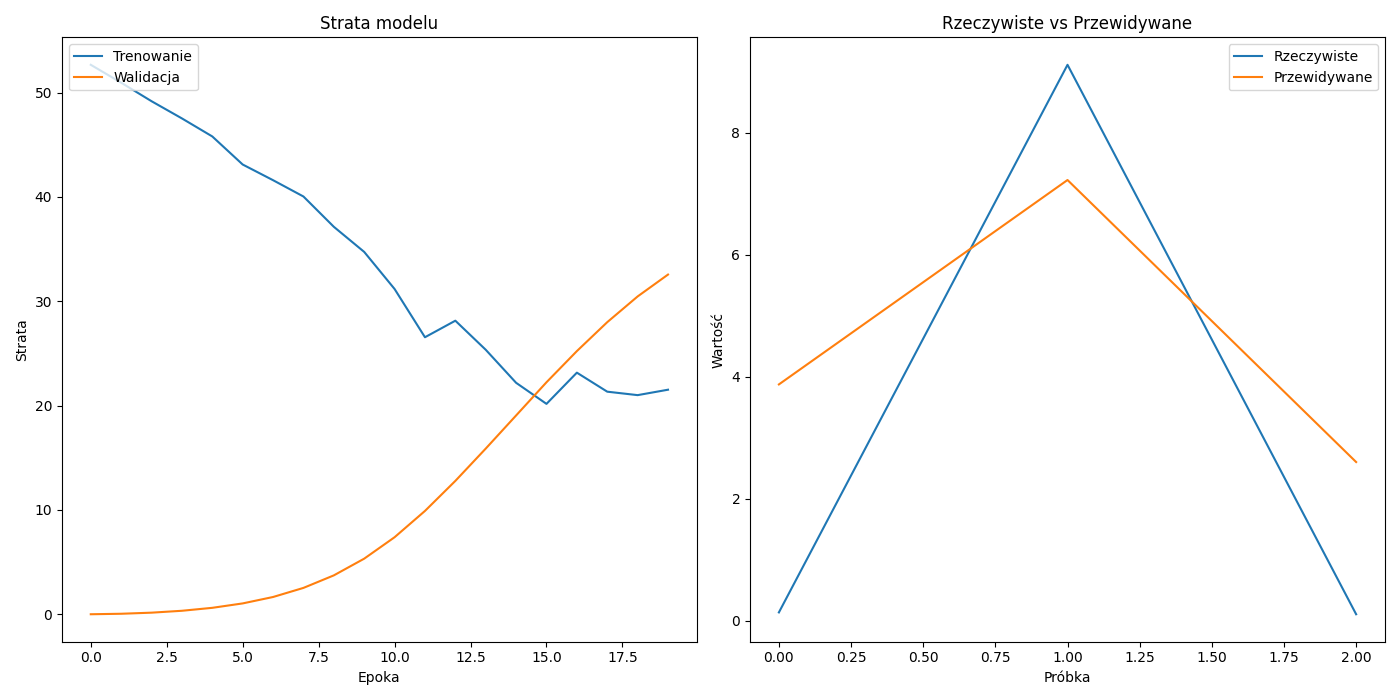 Strata modelu
Trenowanie
Walidacja
50
40
30
20
10
0
Strata
0.0 2.5 5.0 7.5 10.0 12.5 15.0 17.5
Epoka
Rzeczywiste vs Przewidywane
Rzeczywiste
Przewidywane
8
6
4
2
0
Wartość
0.00 0.25 0.50 0.75 1.00 1.25 1.50 1.75 2.00
Próbka